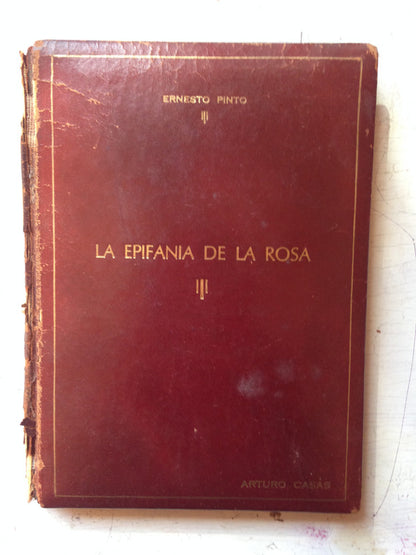 ERNESTO PINTO
LA EPIFANIA DE LA ROSA
ARTURO CASAS